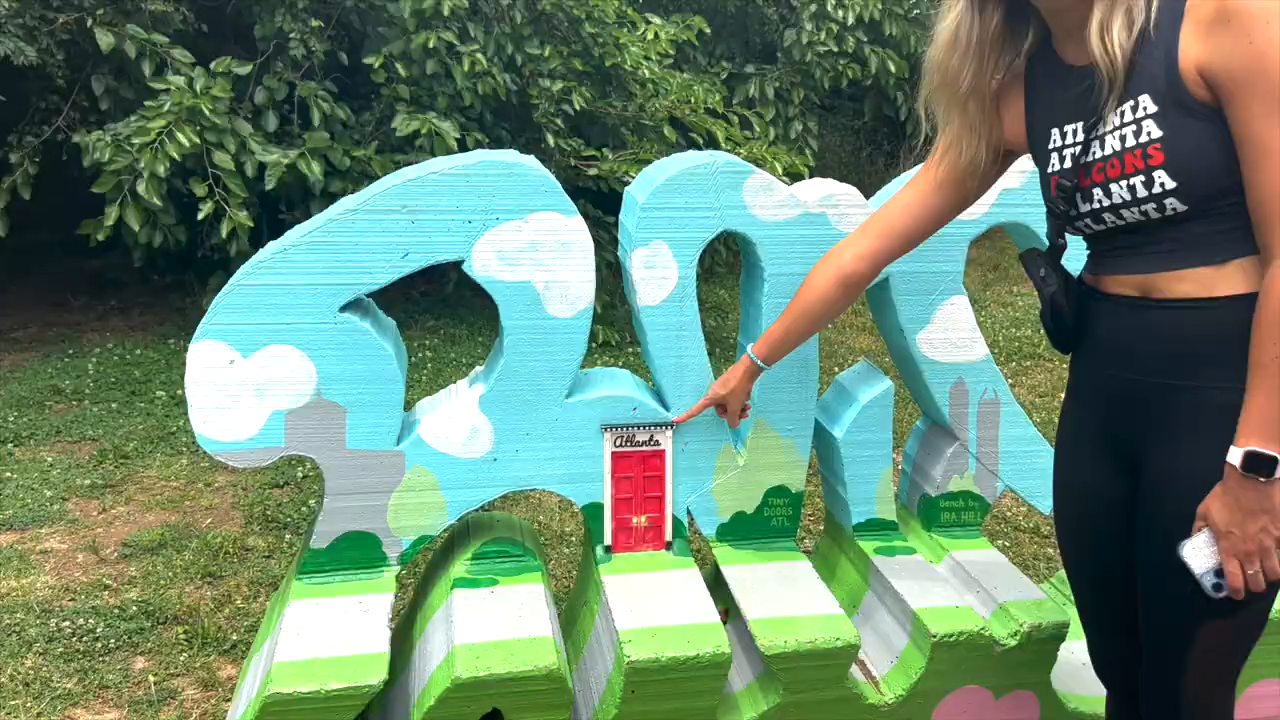 Atlanta
TINY
DOORS
ATL
Bench by
IRA HILL
ATLANTA
ATLANTA
FALCONS
ATLANTA
ATLANTA